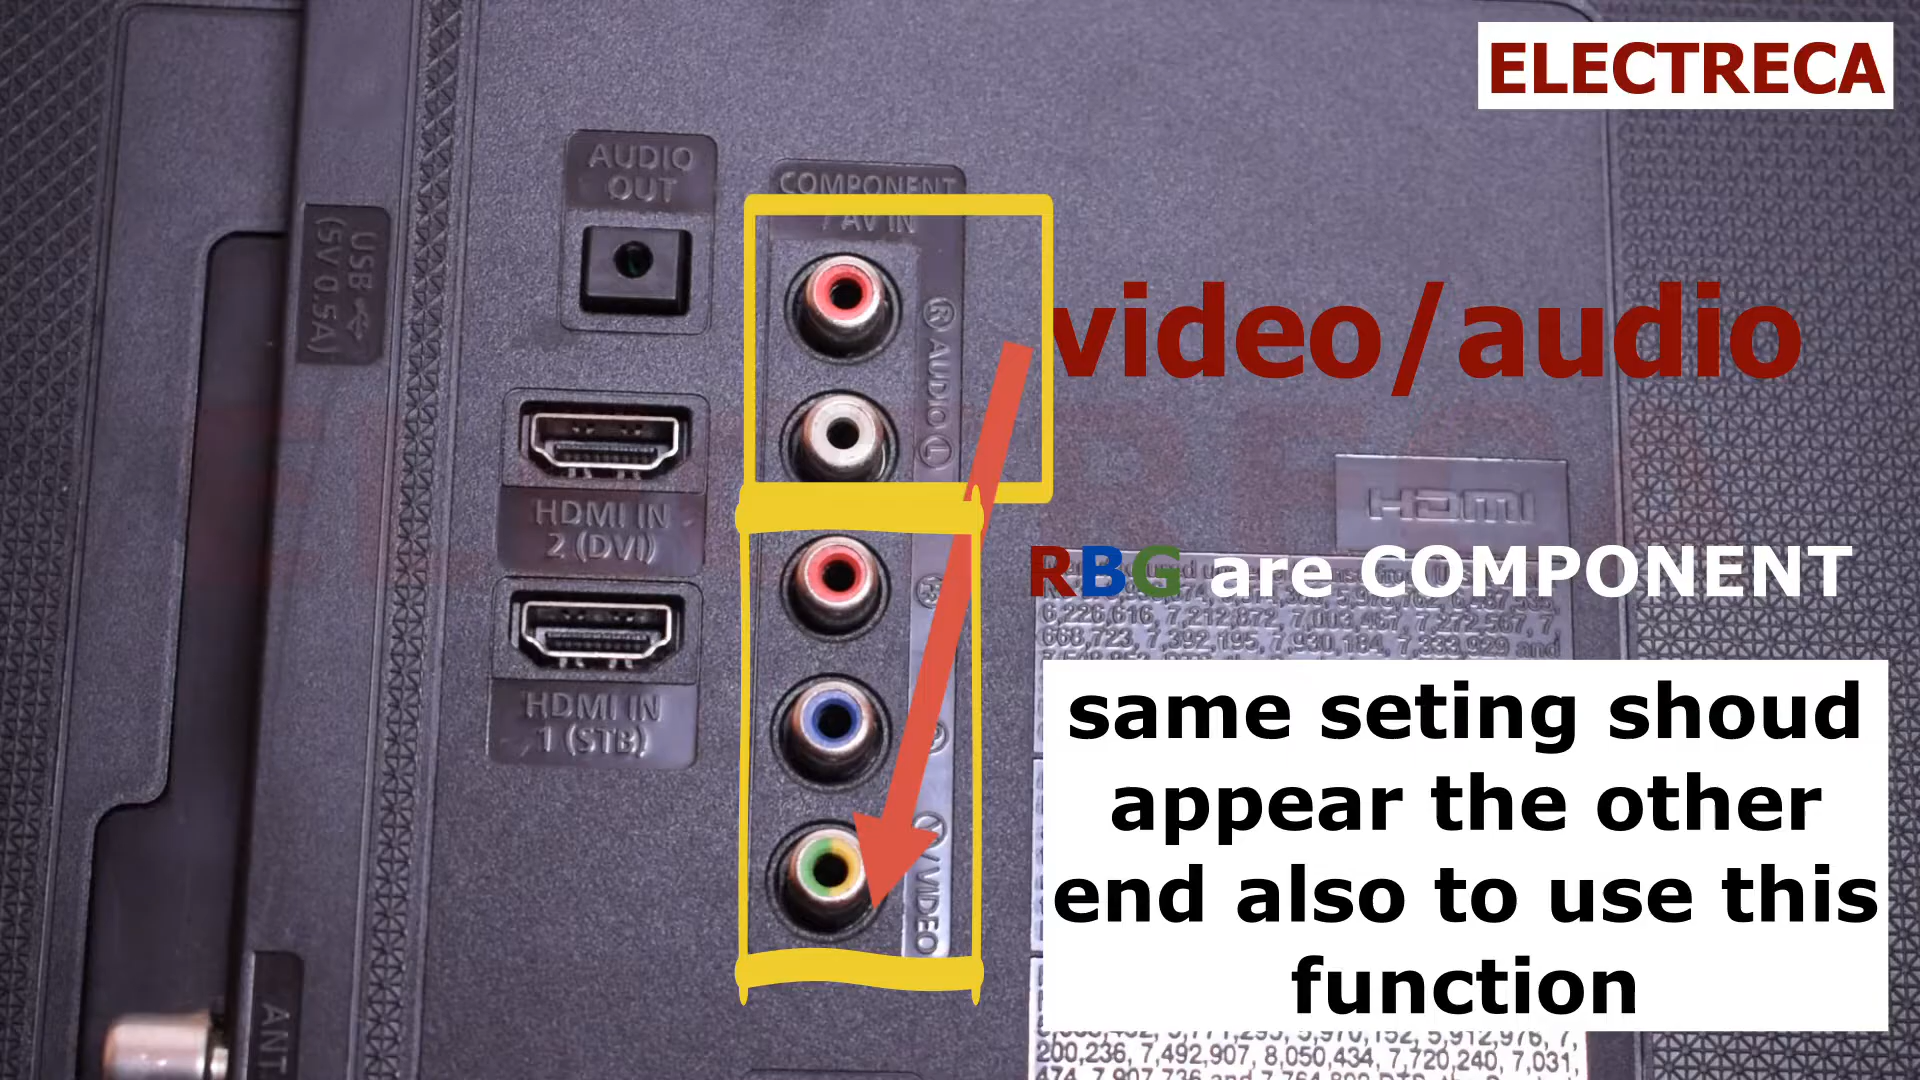 ELECTRECA
AUDIO
OUT
COMPONENT
/ AV IN
USB
(5V 0.5A)
R AUDIO L
video/audio
HDMI IN
2 (DVI)
HDMI
RBG are COMPONENT
6,226,616, 7,212,872, 7,003,467, 7,272,567, 7
668,723, 7,392,195, 7,930,184, 7,333,929 and
HDMI IN
1 (STB)
Y/VIDEO
same seting shoud
appear the other
end also to use this
function
ANT
200,236, 7,492,907, 8,050,434, 7,720,240, 7,031,